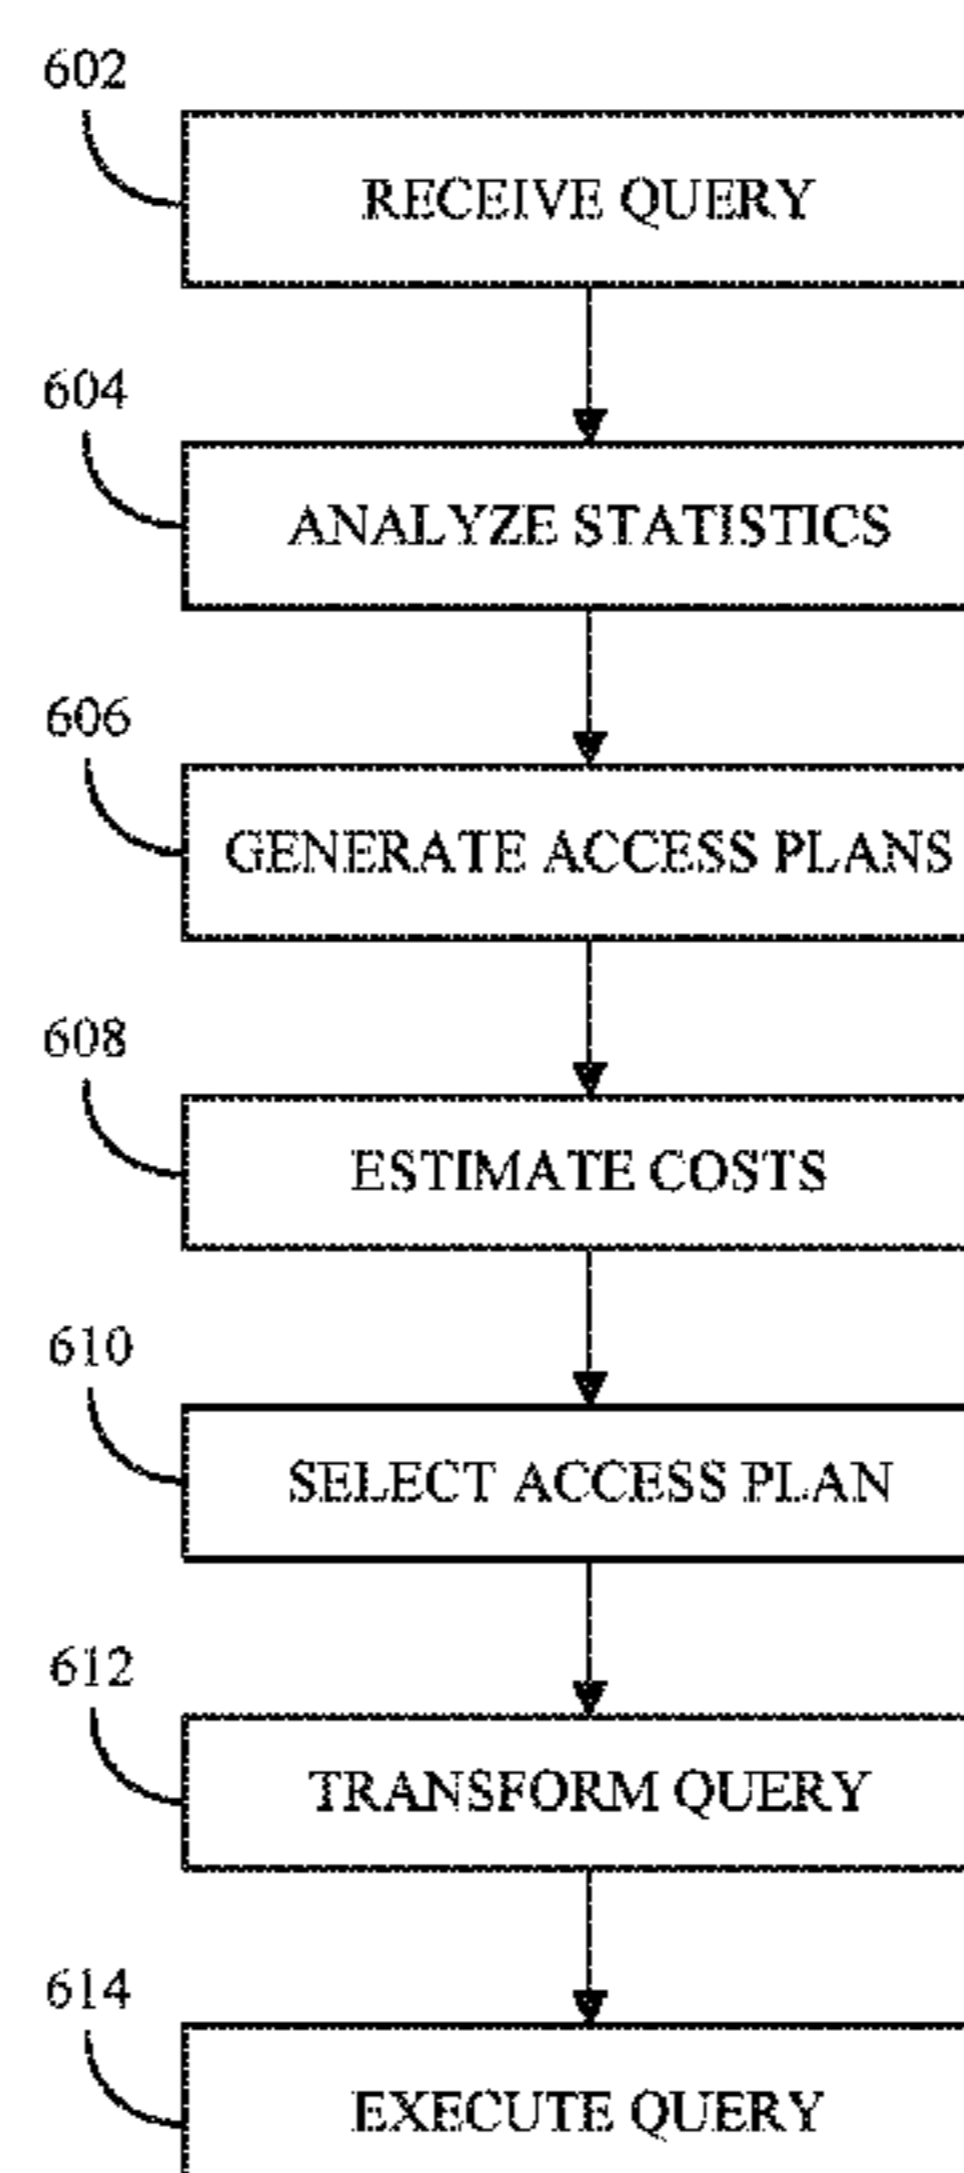 602
RECEIVE QUERY
604
ANALYZE STATISTICS
606
GENERATE ACCESS PLANS
608
ESTIMATE COSTS
610
SELECT ACCESS PLAN
612
TRANSFORM QUERY
614
EXECUTE QUERY